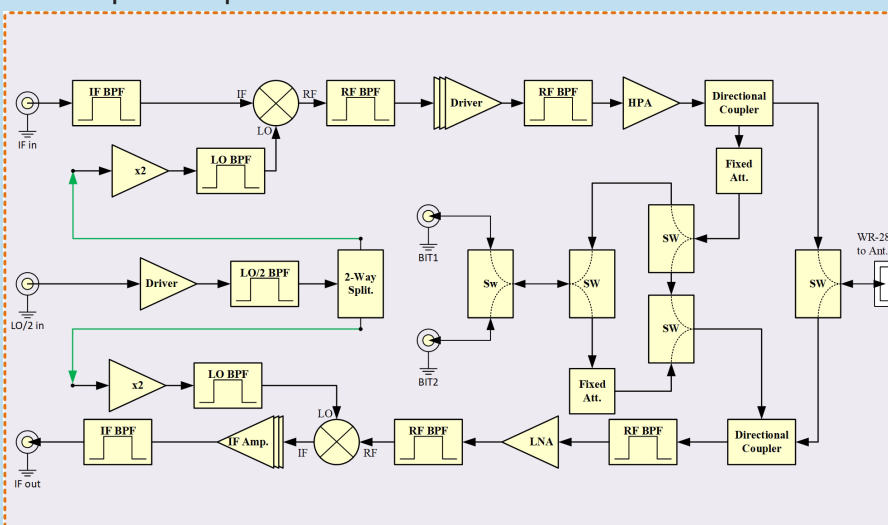 IF BPF
IF
RF
LO
RF BPF
Driver
RF BPF
HPA
Directional
Coupler
IF in
x2
LO BPF
Fixed
Att.
BIT1
SW
WR-28
to Ant.
Driver
LO/2 BPF
2-Way
Split.
Sw
SW
SW
LO/2 in
SW
BIT2
x2
LO BPF
Fixed
Att.
LO
IF BPF
IF Amp.
IF
RF
RF BPF
LNA
RF BPF
Directional
Coupler
IF out